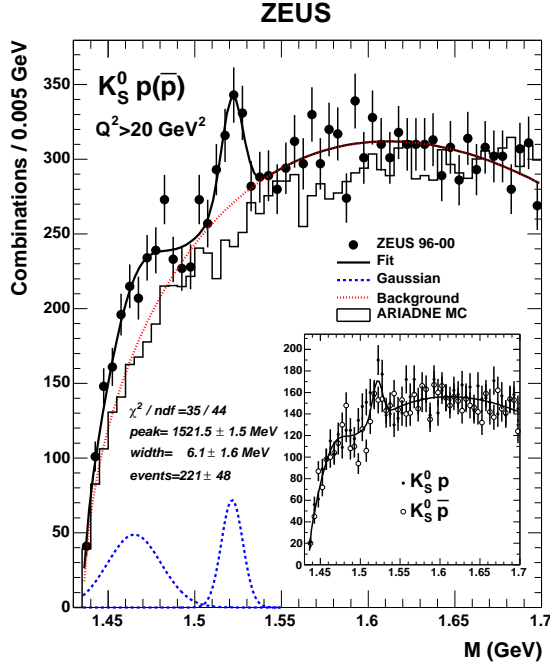 ZEUS
Combinations / 0.005 GeV
350
300
250
200
150
100
50
0
K⁰_S p(p̅)
Q²>20 GeV²
ZEUS 96-00
Fit
Gaussian
Background
ARIADNE MC
χ² / ndf =35 / 44
peak= 1521.5 ± 1.5 MeV
width= 6.1 ± 1.6 MeV
events=221 ± 48
200
180
160
140
120
100
80
60
40
20
0
K⁰_S p
K⁰_S p̅
1.45 1.5 1.55 1.6 1.65 1.7
1.45 1.5 1.55 1.6 1.65 1.7
M (GeV)